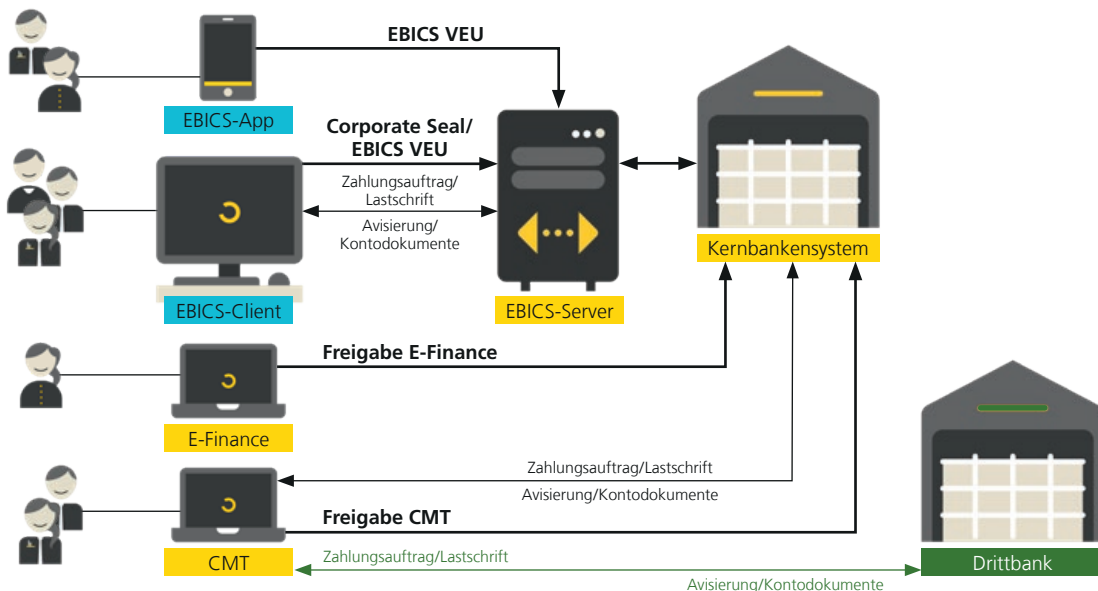 EBICS VEU
EBICS-App
Corporate Seal/
EBICS VEU
Zahlungsauftrag/
Lastschrift
Avisierung/
Kontodokumente
EBICS-Client
EBICS-Server
Kernbankensystem
Freigabe E-Finance
E-Finance
Zahlungsauftrag/Lastschrift
Avisierung/Kontodokumente
Freigabe CMT
CMT
Zahlungsauftrag/Lastschrift
Avisierung/Kontodokumente
Drittbank